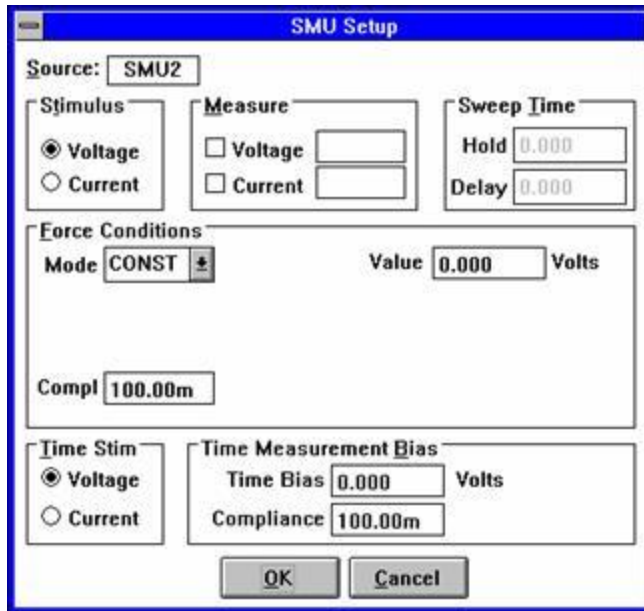 SMU Setup
Source: SMU2
Stimulus
Voltage
Current
Measure
Voltage
Current
Sweep Time
Hold 0.000
Delay 0.000
Force Conditions
Mode CONST
Value 0.000 Volts
Compl 100.00m
Time Stim
Voltage
Current
Time Measurement Bias
Time Bias 0.000 Volts
Compliance 100.00m
OK Cancel